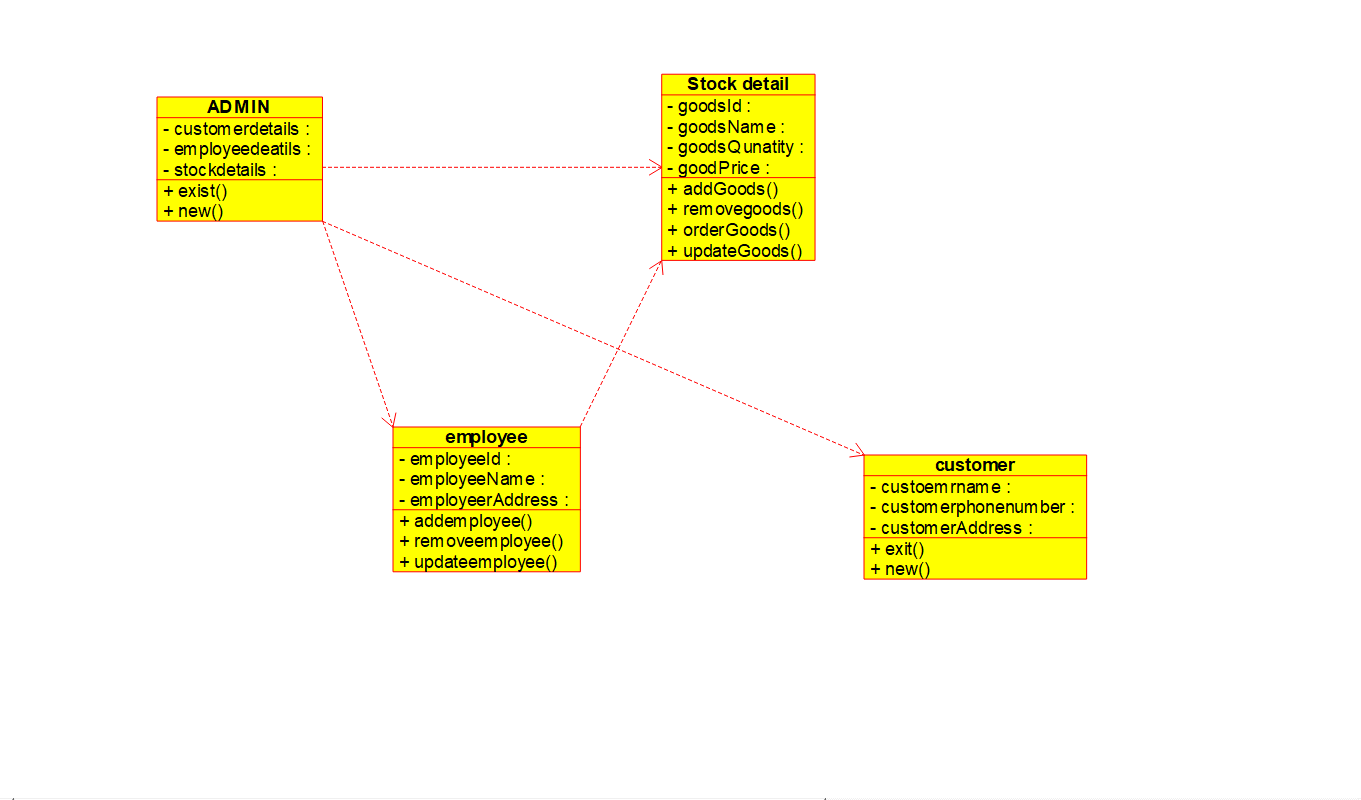 ADMIN
- customerdetails :
- employeedeatils :
- stockdetails :
+ exist()
+ new()
Stock detail
- goodsId :
- goodsName :
- goodsQunatity :
- goodPrice :
+ addGoods()
+ removegoods()
+ orderGoods()
+ updateGoods()
employee
- employeeId :
- employeeName :
- employeerAddress :
+ addemployee()
+ removeemployee()
+ updateemployee()
customer
- custoemrname :
- customerphonenumber :
- customerAddress :
+ exit()
+ new()